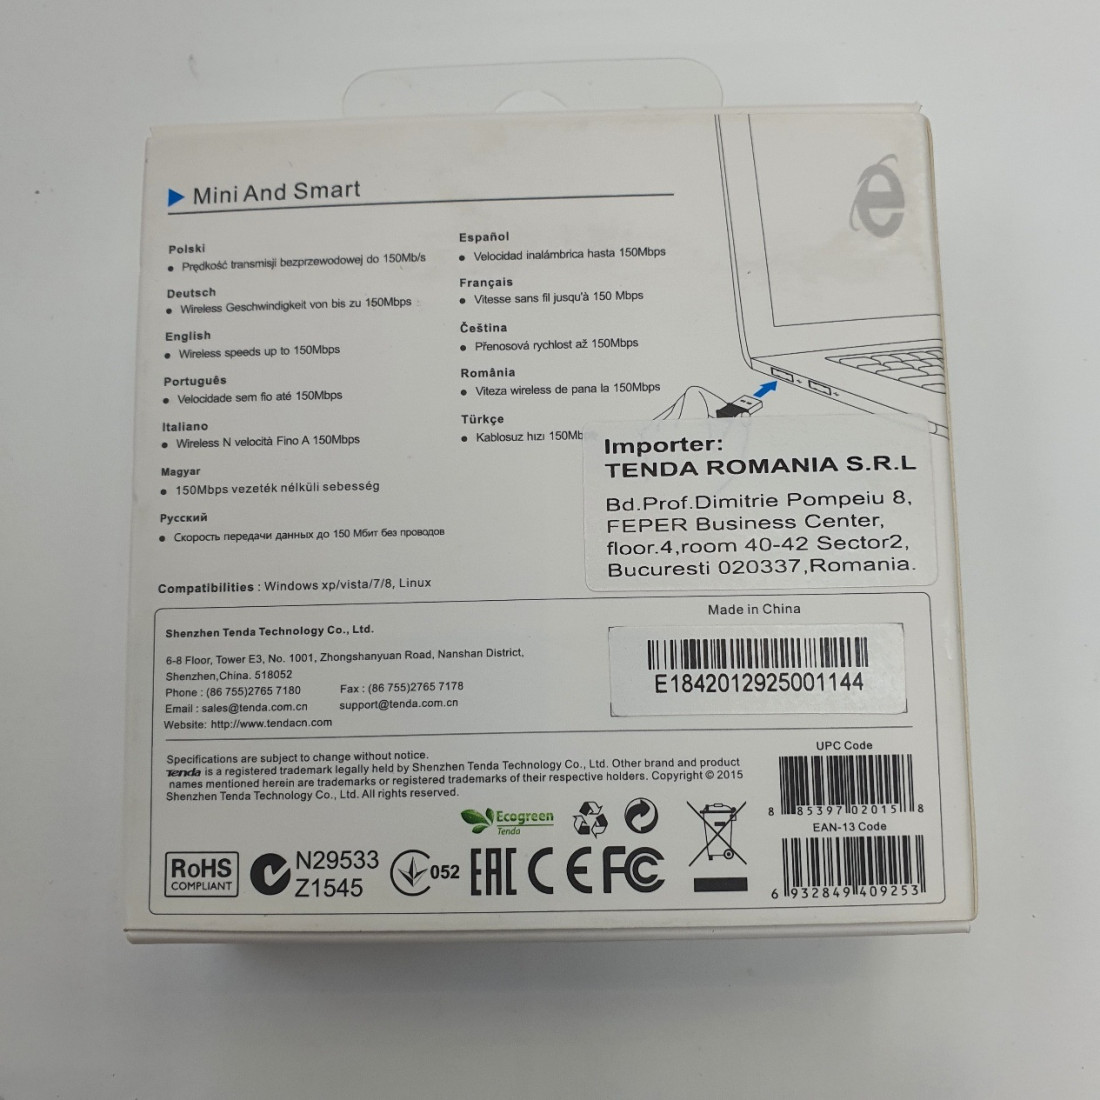 Mini And Smart
Polski
• Prędkość transmisji bezprzewodowej do 150Mb/s
Deutsch
• Wireless Geschwindigkeit von bis zu 150Mbps
English
• Wireless speeds up to 150Mbps
Português
• Velocidade sem fio até 150Mbps
Italiano
• Wireless N velocità Fino A 150Mbps
Magyar
• 150Mbps vezeték nélküli sebesség
Русский
• Скорость передачи данных до 150 Мбит без проводов
Español
• Velocidad inalámbrica hasta 150Mbps
Français
• Vitesse sans fil jusqu'à 150 Mbps
Čeština
• Přenosová rychlost až 150Mbps
Româna
• Viteza wireless de pana la 150Mbps
Türkçe
• Kablosuz hızı 150Mb
Importer:
TENDA ROMANIA S.R.L
Bd.Prof.Dimitrie Pompeiu 8,
FEPER Business Center,
floor.4,room 40-42 Sector2,
Bucuresti 020337,Romania.
Compatibilities : Windows xp/vista/7/8, Linux
Shenzhen Tenda Technology Co., Ltd.
6-8 Floor, Tower E3, No. 1001, Zhongshanyuan Road, Nanshan District,
Shenzhen,China. 518052
Phone : (86 755)2765 7180 Fax : (86 755)2765 7178
Email : sales@tenda.com.cn support@tenda.com.cn
Website: http://www.tendacn.com
Made in China
E1842012925001144
Specifications are subject to change without notice.
Tenda is a registered trademark legally held by Shenzhen Tenda Technology Co., Ltd. Other brand and product
names mentioned herein are trademarks or registered trademarks of their respective holders. Copyright © 2015
Shenzhen Tenda Technology Co., Ltd. All rights reserved.
UPC Code
8 85397 02015 8
EAN-13 Code
6 932849 409253
Ecogreen
Tenda
RoHS
COMPLIANT
N29533
Z1545
052
EAC CE FC